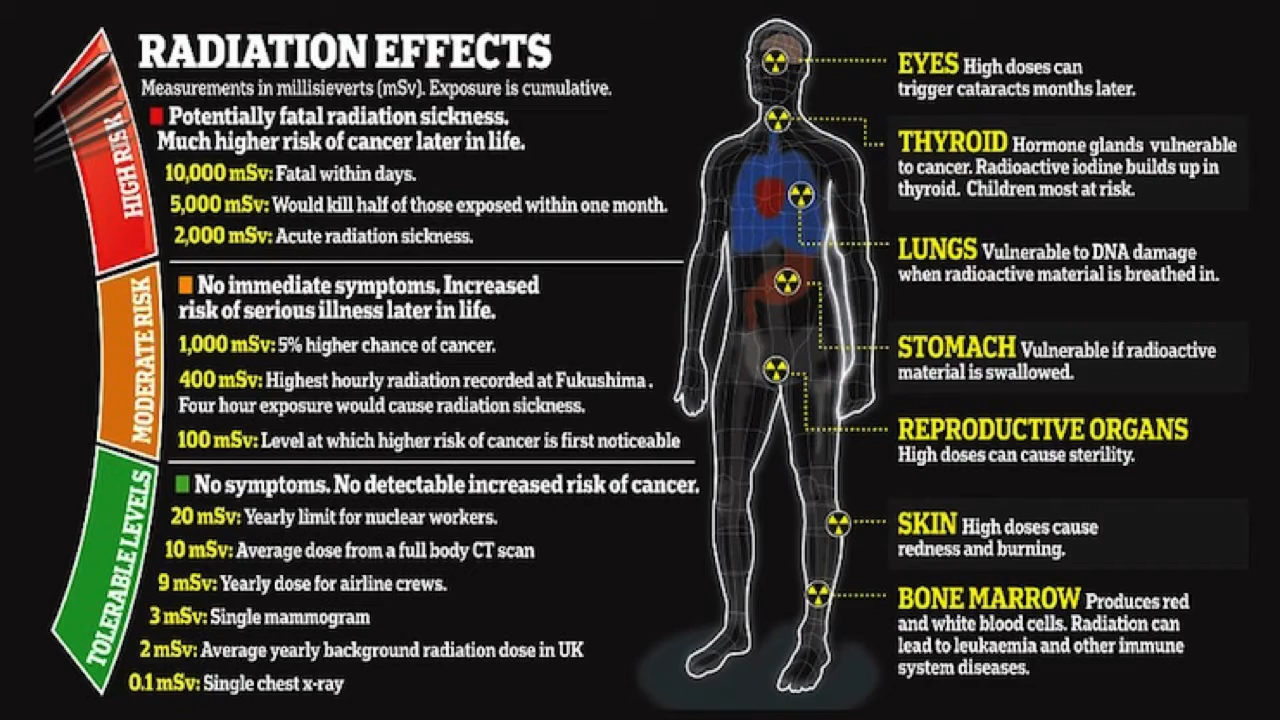 RADIATION EFFECTS
Measurements in millisieverts (mSv). Exposure is cumulative.
HIGH RISK
Potentially fatal radiation sickness.
Much higher risk of cancer later in life.
10,000 mSv: Fatal within days.
5,000 mSv: Would kill half of those exposed within one month.
2,000 mSv: Acute radiation sickness.
MODERATE RISK
No immediate symptoms. Increased
risk of serious illness later in life.
1,000 mSv: 5% higher chance of cancer.
400 mSv: Highest hourly radiation recorded at Fukushima.
Four hour exposure would cause radiation sickness.
100 mSv: Level at which higher risk of cancer is first noticeable
TOLERABLE LEVELS
No symptoms. No detectable increased risk of cancer.
20 mSv: Yearly limit for nuclear workers.
10 mSv: Average dose from a full body CT scan
9 mSv: Yearly dose for airline crews.
3 mSv: Single mammogram
2 mSv: Average yearly background radiation dose in UK
0.1 mSv: Single chest x-ray
EYES High doses can
trigger cataracts months later.
THYROID Hormone glands vulnerable
to cancer. Radioactive iodine builds up in
thyroid. Children most at risk.
LUNGS Vulnerable to DNA damage
when radioactive material is breathed in.
STOMACH Vulnerable if radioactive
material is swallowed.
REPRODUCTIVE ORGANS
High doses can cause sterility.
SKIN High doses cause
redness and burning.
BONE MARROW Produces red
and white blood cells. Radiation can
lead to leukaemia and other immune
system diseases.